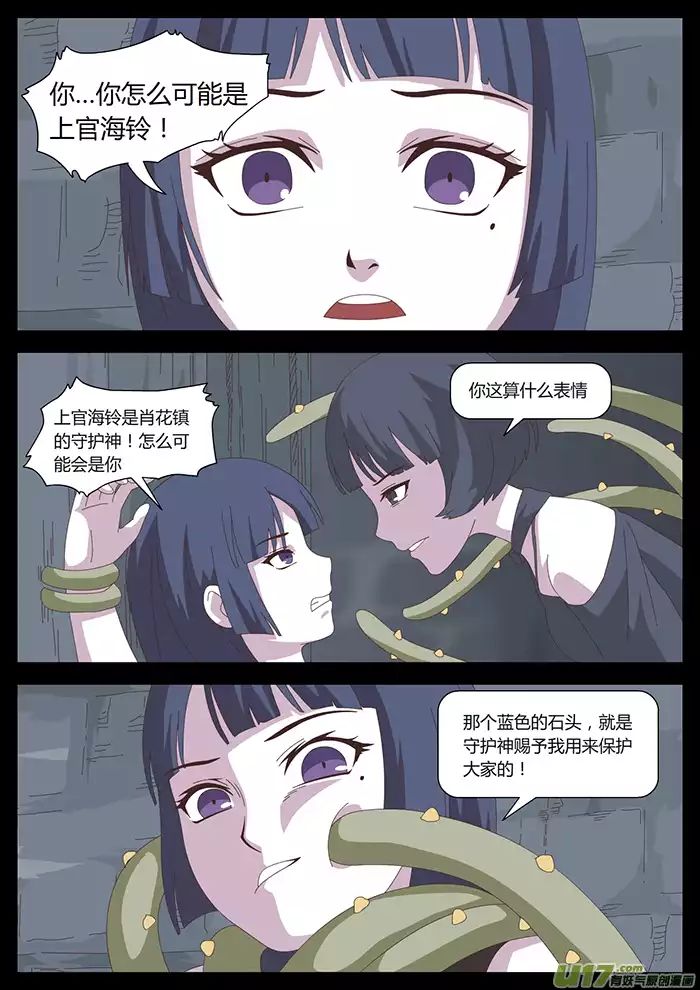 你...你怎么可能是
上官海铃！
你这算什么表情
上官海铃是肖花镇
的守护神！怎么可
能会是你
那个蓝色的石头，就是
守护神赐予我用来保护
大家的！
U17.com
有妖气原创漫画